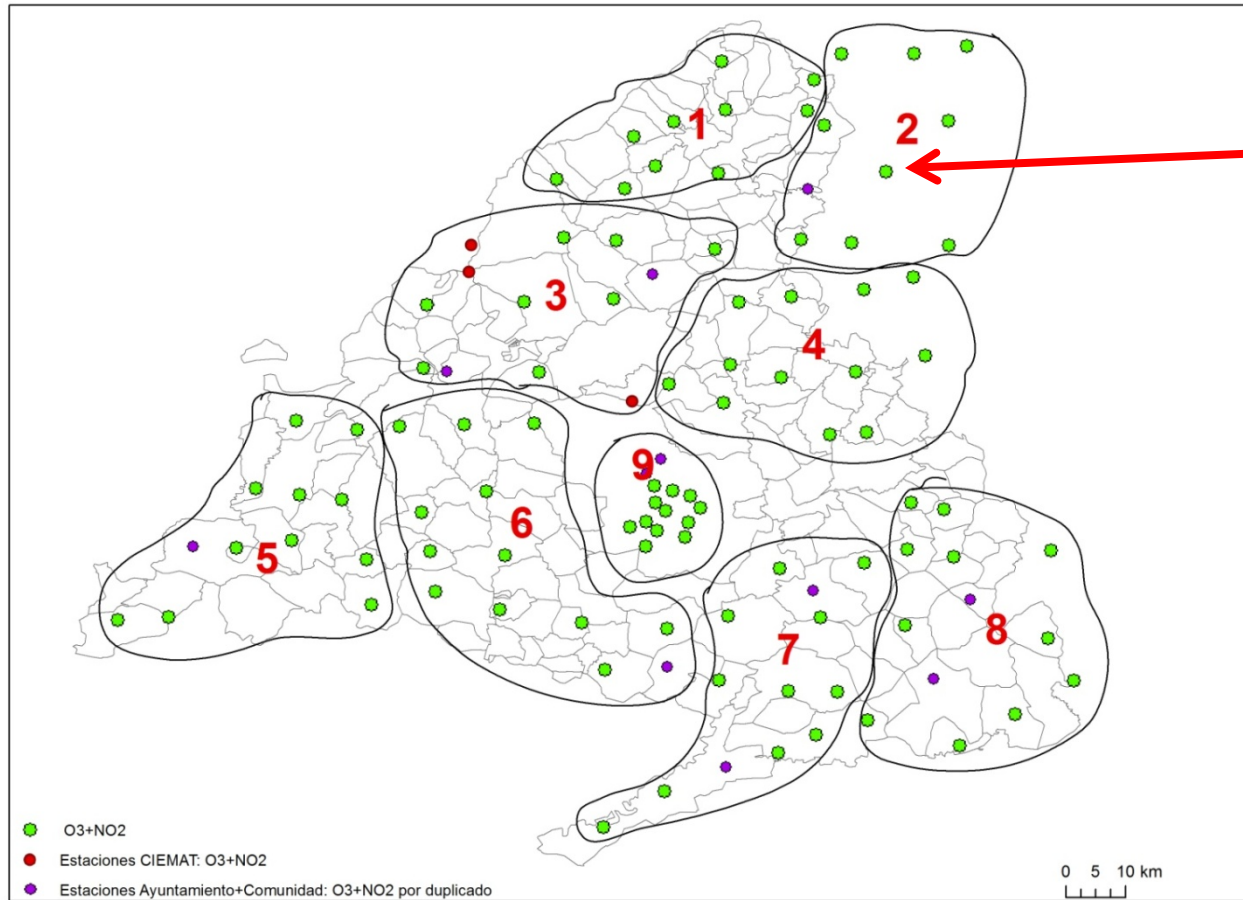 1
2
3
4
9
6
5
7
8
O3+NO2
Estaciones CIEMAT: O3+NO2
Estaciones Ayuntamiento+Comunidad: O3+NO2 por duplicado
0 5 10 km